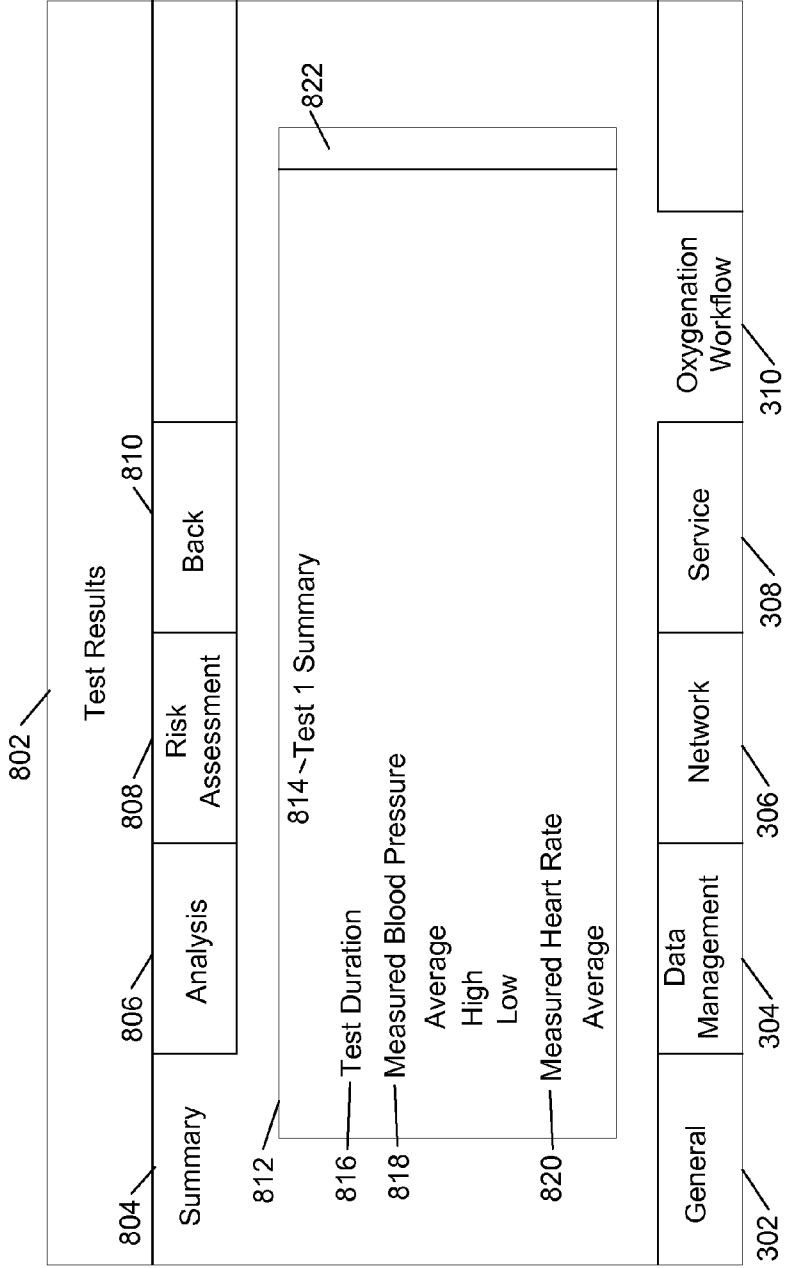 802
Test Results
804
806
808
810
Summary
Analysis
Risk
Assessment
Back
812
822
814~Test 1 Summary
816 Test Duration
818 Measured Blood Pressure
Average
High
Low
820 Measured Heart Rate
Average
General
Data
Management
Network
Service
Oxygenation
Workflow
302
304
306
308
310